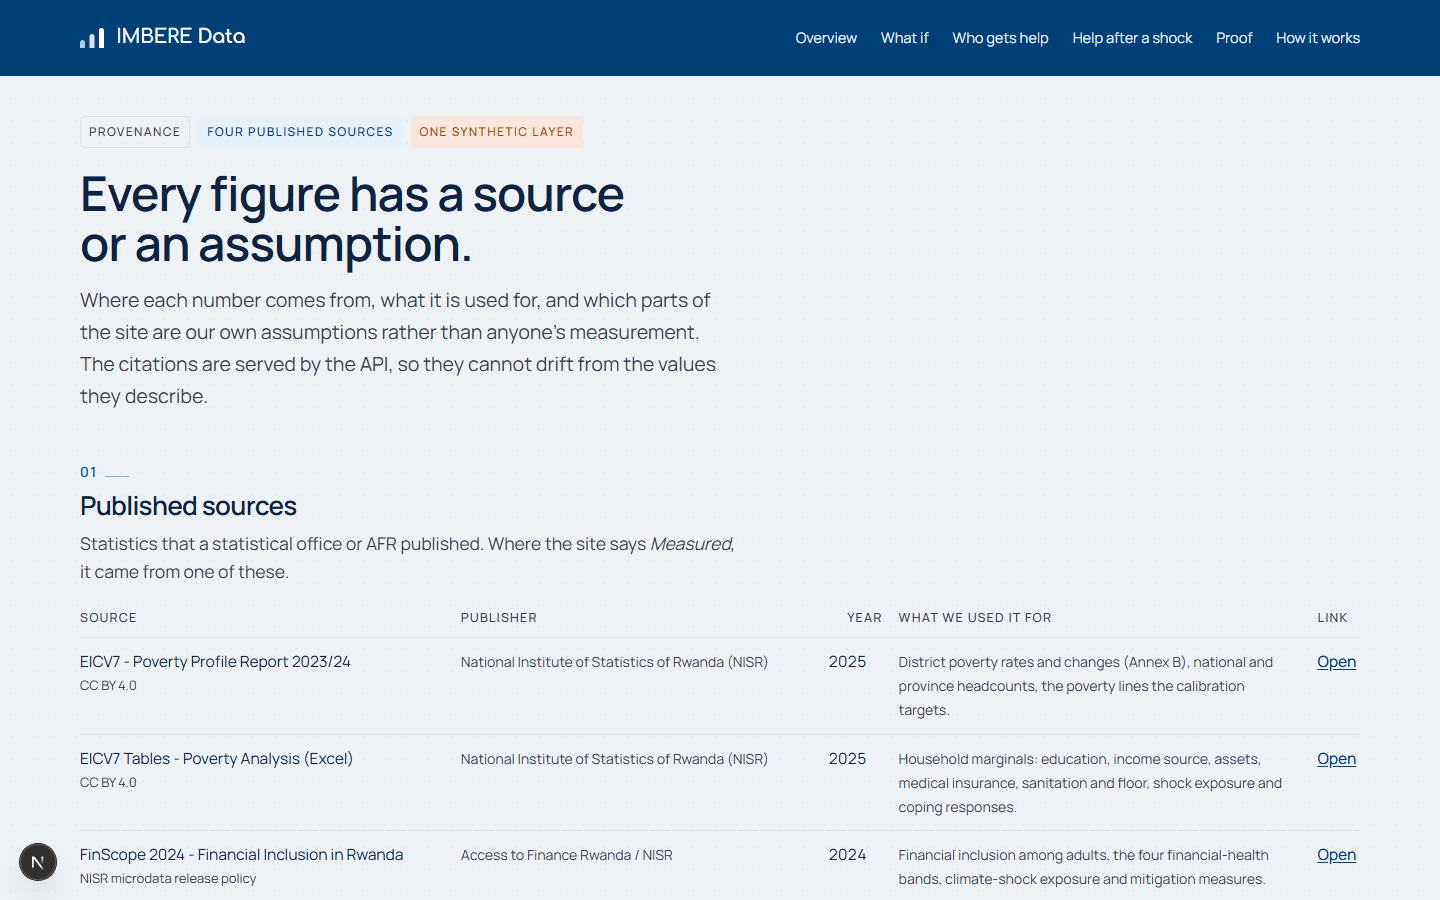 IMBERE Data
Overview What if Who gets help Help after a shock Proof How it works
PROVENANCE FOUR PUBLISHED SOURCES ONE SYNTHETIC LAYER
Every figure has a source
or an assumption.
Where each number comes from, what it is used for, and which parts of
the site are our own assumptions rather than anyone’s measurement.
The citations are served by the API, so they cannot drift from the values
they describe.
01
Published sources
Statistics that a statistical office or AFR published. Where the site says Measured,
it came from one of these.
SOURCE PUBLISHER YEAR WHAT WE USED IT FOR LINK
EICV7 - Poverty Profile Report 2023/24 National Institute of Statistics of Rwanda (NISR) 2025 District poverty rates and changes (Annex B), national and Open
CC BY 4.0 province headcounts, the poverty lines the calibration
targets.
EICV7 Tables - Poverty Analysis (Excel) National Institute of Statistics of Rwanda (NISR) 2025 Household marginals: education, income source, assets, Open
CC BY 4.0 medical insurance, sanitation and floor, shock exposure and
coping responses.
FinScope 2024 - Financial Inclusion in Rwanda Access to Finance Rwanda / NISR 2024 Financial inclusion among adults, the four financial-health Open
NISR microdata release policy bands, climate-shock exposure and mitigation measures.
N